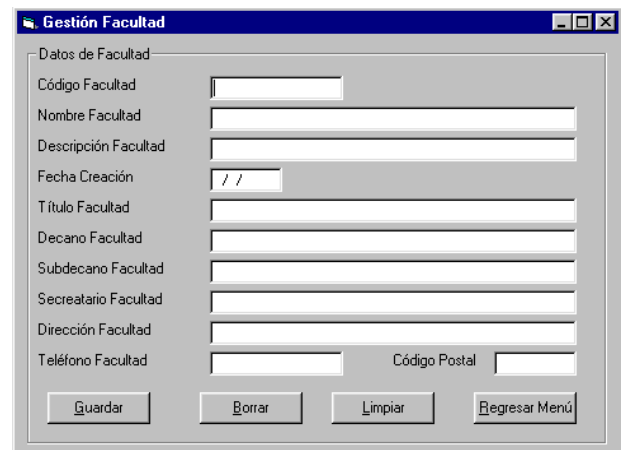 Gestión Facultad
Datos de Facultad
Código Facultad
Nombre Facultad
Descripción Facultad
Fecha Creación / /
Título Facultad
Decano Facultad
Subdecano Facultad
Secreatario Facultad
Dirección Facultad
Teléfono Facultad Código Postal
Guardar Borrar Limpiar Regresar Menú